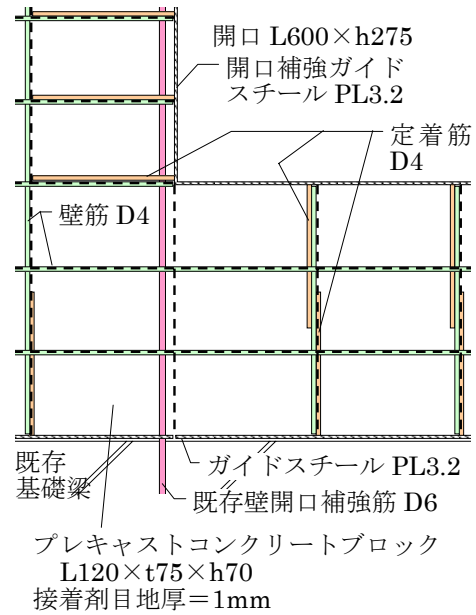 開口 L600×h275
開口補強ガイド
スチール PL3.2
定着筋
D4
壁筋 D4
既存
基礎梁
ガイドスチール PL3.2
既存壁開口補強筋 D6
プレキャストコンクリートブロック
L120×t75×h70
接着剤目地厚＝1mm